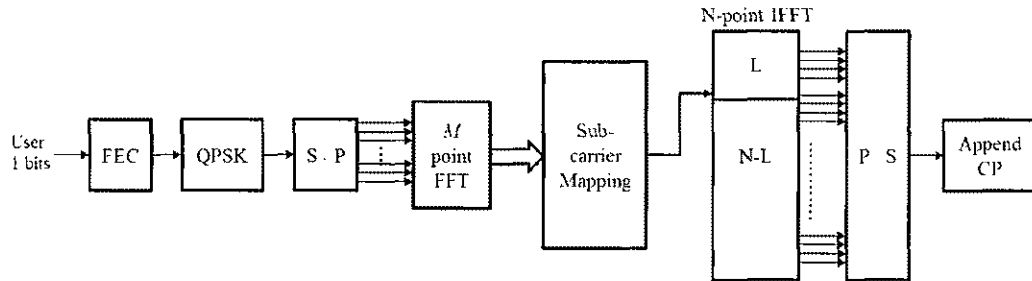 N-point IFFT
L
User
1 bits
FEC
QPSK
S - P
M
point
FFT
Sub-
carrier
Mapping
N-L
P S
Append
CP